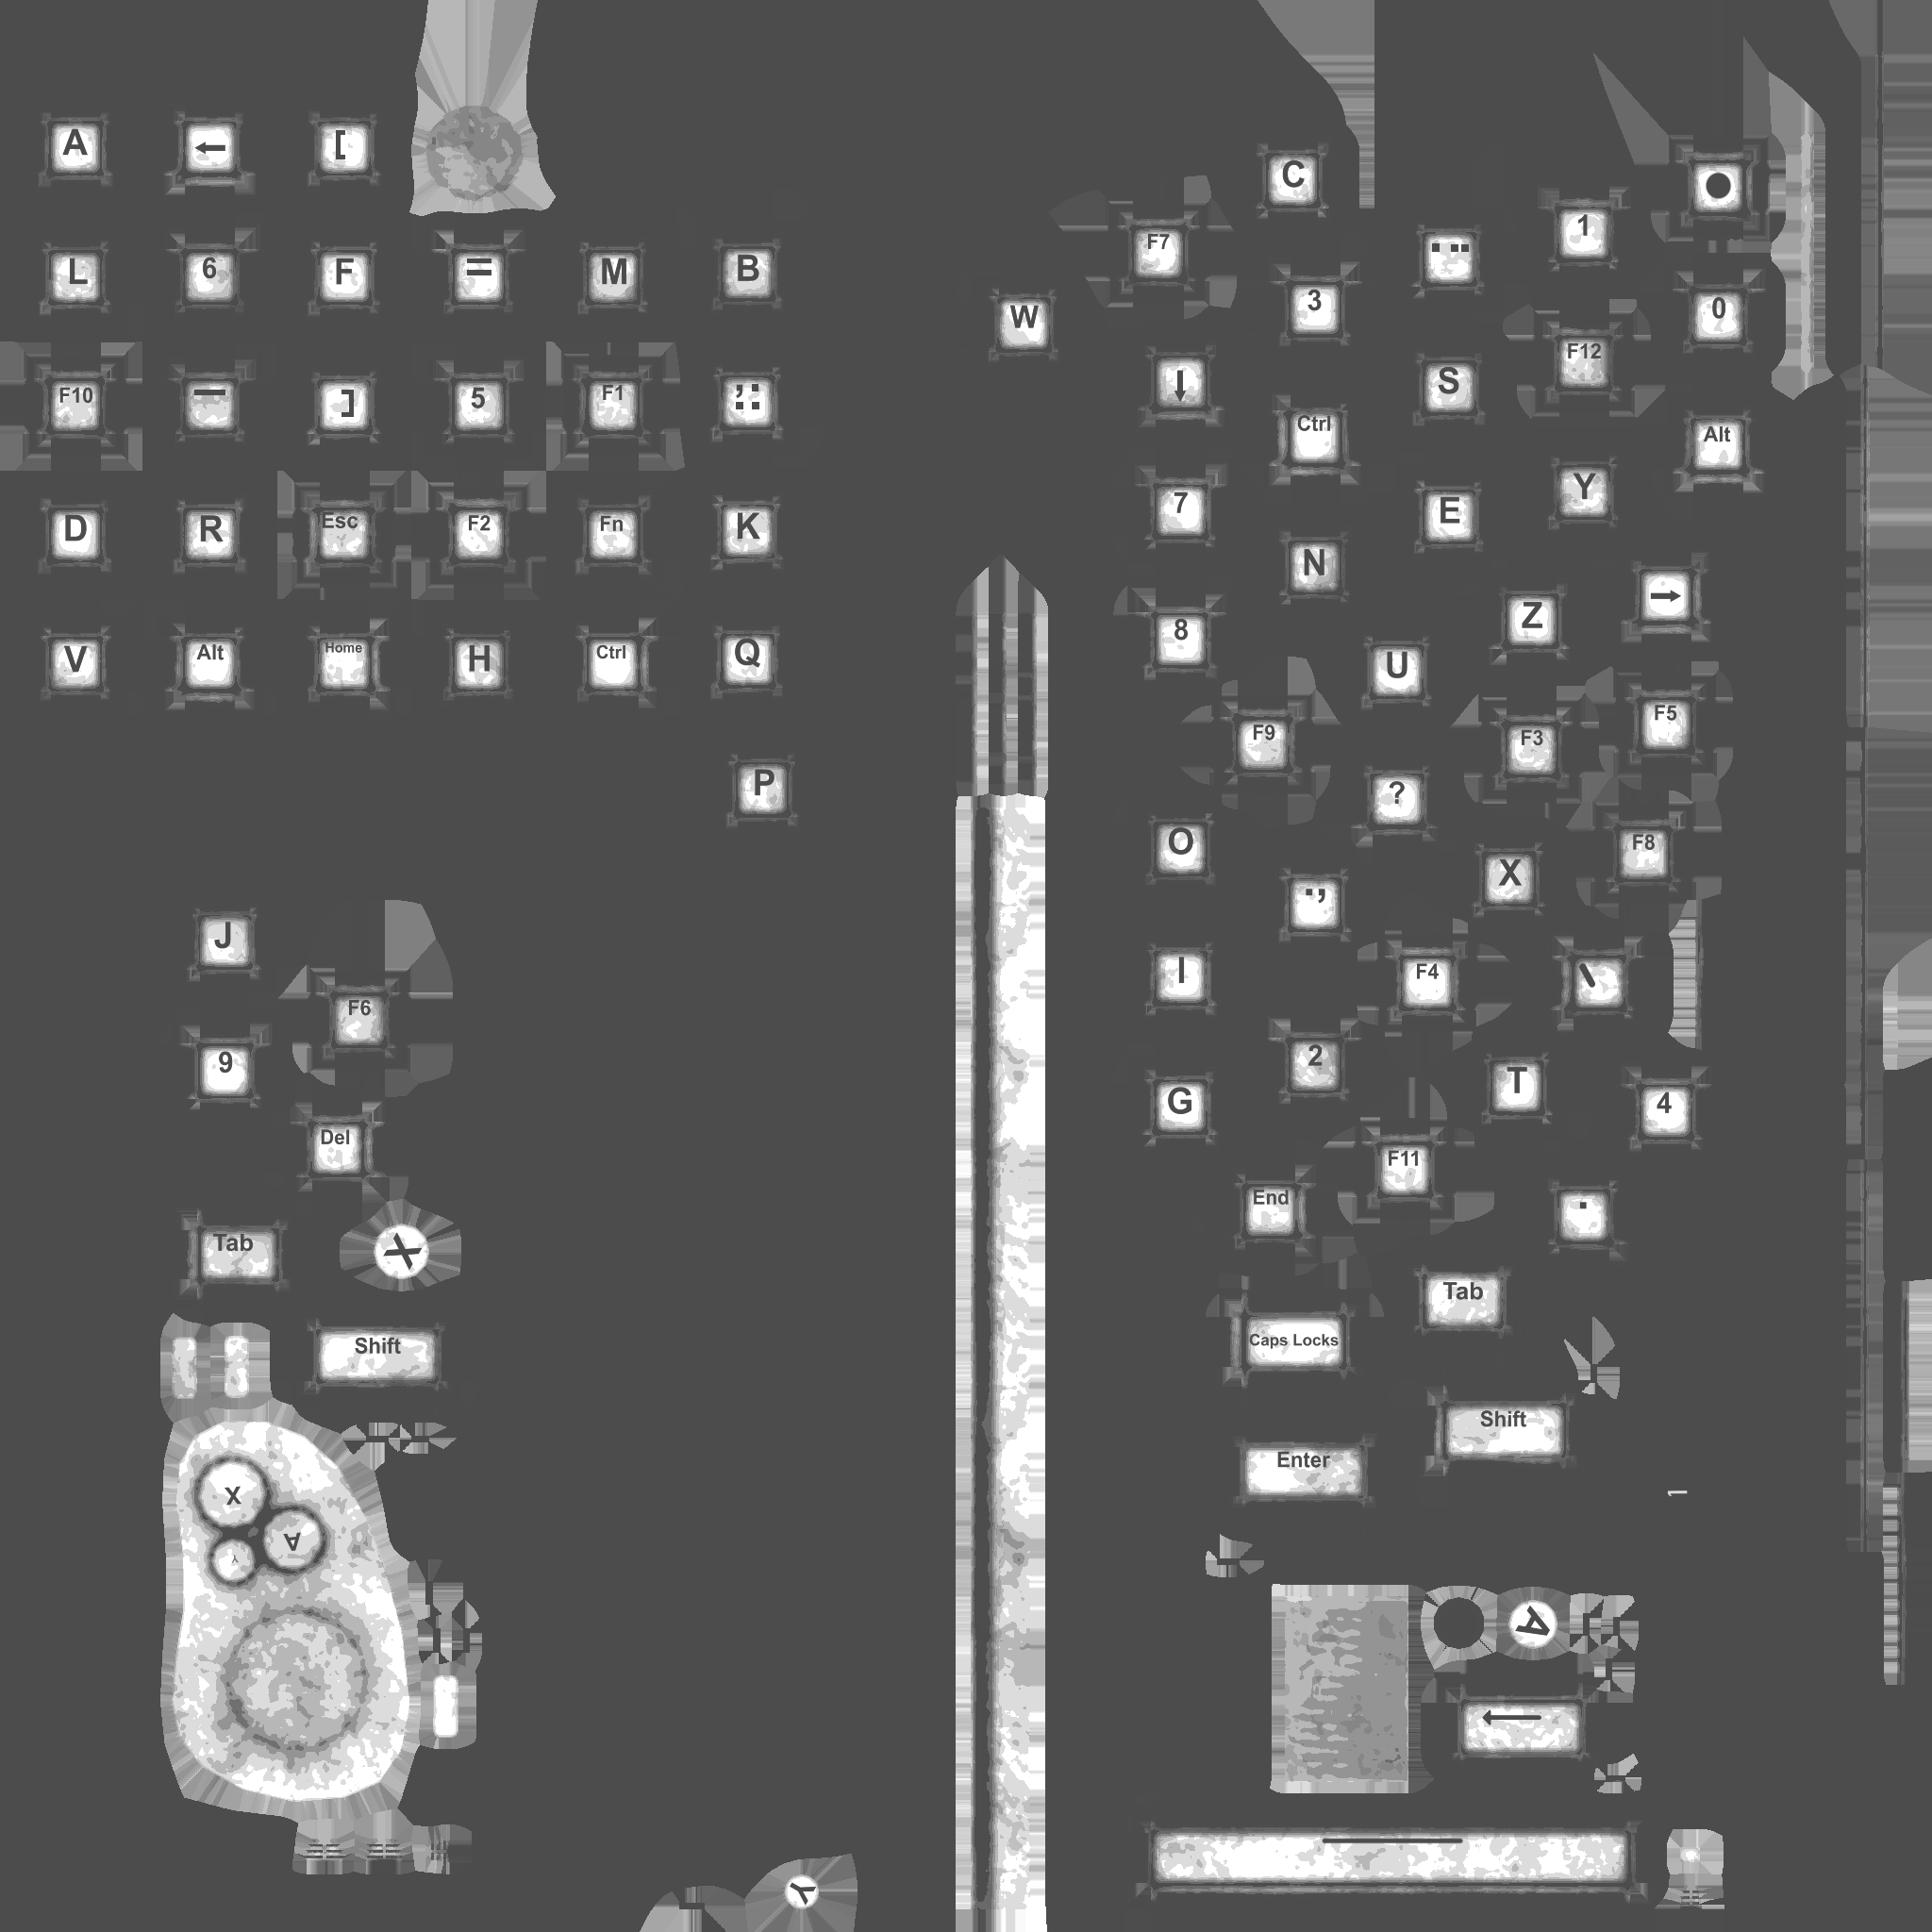 A ← [
C
1
L 6 F = M B
F7
3
0
W
F10 - ] 5 F1 ;:
↓
S
F12
Ctrl
Alt
D R Esc F2 Fn K
7
E
Y
N
V Alt Home H Ctrl Q
8
Z
→
U
F9
F3
F5
P
?
O
X
F8
J
I
F4
\
F6
9
2
T
4
G
Del
F11
End
Tab
X
Tab
Caps Locks
Shift
Shift
Enter
X
A
Y
A
←
Y